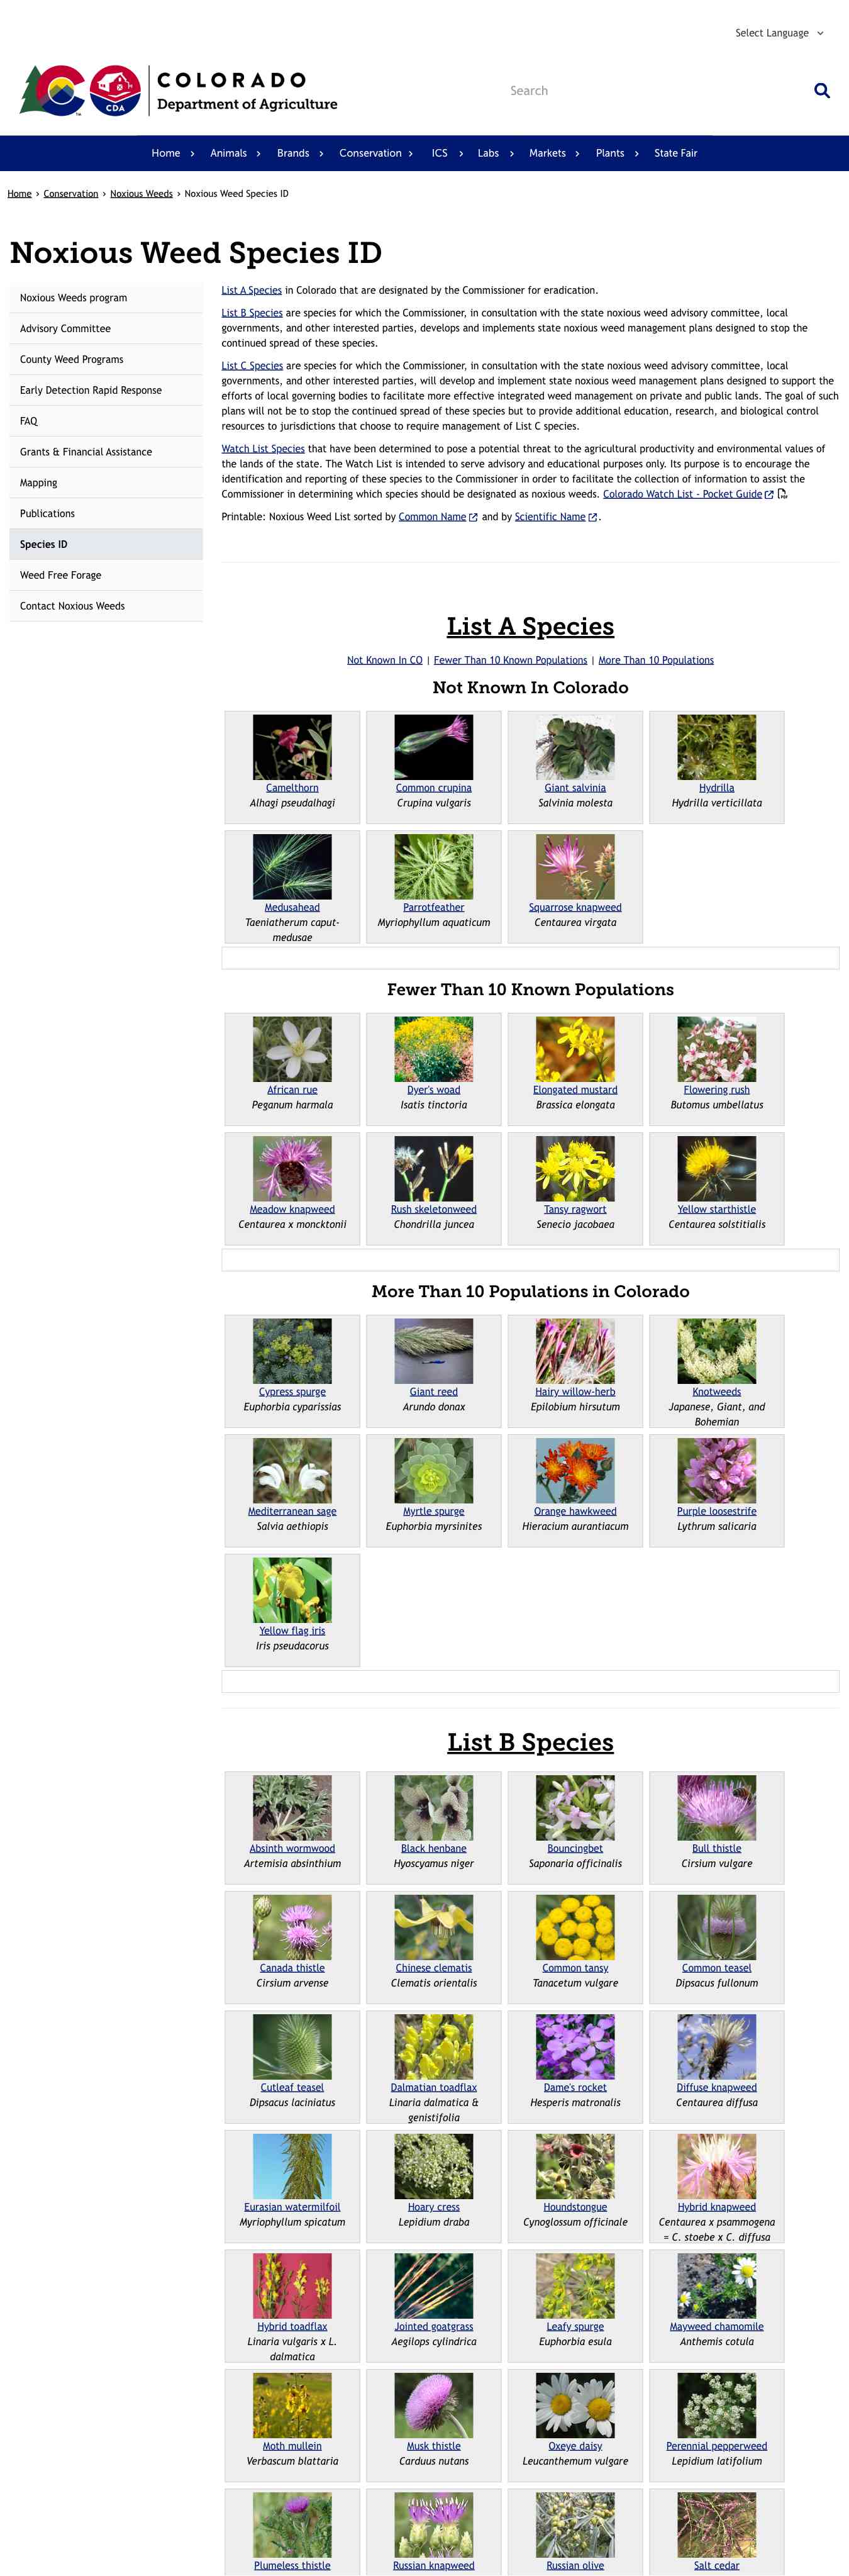 Select Language
COLORADO
Department of Agriculture
CDA
TM
Search
Home Animals Brands Conservation ICS Labs Markets Plants State Fair
Home › Conservation › Noxious Weeds › Noxious Weed Species ID
Noxious Weed Species ID
Noxious Weeds program
Advisory Committee
County Weed Programs
Early Detection Rapid Response
FAQ
Grants & Financial Assistance
Mapping
Publications
Species ID
Weed Free Forage
Contact Noxious Weeds
List A Species in Colorado that are designated by the Commissioner for eradication.
List B Species are species for which the Commissioner, in consultation with the state noxious weed advisory committee, local
governments, and other interested parties, develops and implements state noxious weed management plans designed to stop the
continued spread of these species.
List C Species are species for which the Commissioner, in consultation with the state noxious weed advisory committee, local
governments, and other interested parties, will develop and implement state noxious weed management plans designed to support the
efforts of local governing bodies to facilitate more effective integrated weed management on private and public lands. The goal of such
plans will not be to stop the continued spread of these species but to provide additional education, research, and biological control
resources to jurisdictions that choose to require management of List C species.
Watch List Species that have been determined to pose a potential threat to the agricultural productivity and environmental values of
the lands of the state. The Watch List is intended to serve advisory and educational purposes only. Its purpose is to encourage the
identification and reporting of these species to the Commissioner in order to facilitate the collection of information to assist the
Commissioner in determining which species should be designated as noxious weeds. Colorado Watch List - Pocket Guide
Printable: Noxious Weed List sorted by Common Name and by Scientific Name .
List A Species
Not Known In CO | Fewer Than 10 Known Populations | More Than 10 Populations
Not Known In Colorado
Camelthorn
Alhagi pseudalhagi
Common crupina
Crupina vulgaris
Giant salvinia
Salvinia molesta
Hydrilla
Hydrilla verticillata
Medusahead
Taeniatherum caput-
medusae
Parrotfeather
Myriophyllum aquaticum
Squarrose knapweed
Centaurea virgata
Fewer Than 10 Known Populations
African rue
Peganum harmala
Dyer's woad
Isatis tinctoria
Elongated mustard
Brassica elongata
Flowering rush
Butomus umbellatus
Meadow knapweed
Centaurea x moncktonii
Rush skeletonweed
Chondrilla juncea
Tansy ragwort
Senecio jacobaea
Yellow starthistle
Centaurea solstitialis
More Than 10 Populations in Colorado
Cypress spurge
Euphorbia cyparissias
Giant reed
Arundo donax
Hairy willow-herb
Epilobium hirsutum
Knotweeds
Japanese, Giant, and
Bohemian
Mediterranean sage
Salvia aethiopis
Myrtle spurge
Euphorbia myrsinites
Orange hawkweed
Hieracium aurantiacum
Purple loosestrife
Lythrum salicaria
Yellow flag iris
Iris pseudacorus
List B Species
Absinth wormwood
Artemisia absinthium
Black henbane
Hyoscyamus niger
Bouncingbet
Saponaria officinalis
Bull thistle
Cirsium vulgare
Canada thistle
Cirsium arvense
Chinese clematis
Clematis orientalis
Common tansy
Tanacetum vulgare
Common teasel
Dipsacus fullonum
Cutleaf teasel
Dipsacus laciniatus
Dalmatian toadflax
Linaria dalmatica &
genistifolia
Dame's rocket
Hesperis matronalis
Diffuse knapweed
Centaurea diffusa
Eurasian watermilfoil
Myriophyllum spicatum
Hoary cress
Lepidium draba
Houndstongue
Cynoglossum officinale
Hybrid knapweed
Centaurea x psammogena
= C. stoebe x C. diffusa
Hybrid toadflax
Linaria vulgaris x L.
dalmatica
Jointed goatgrass
Aegilops cylindrica
Leafy spurge
Euphorbia esula
Mayweed chamomile
Anthemis cotula
Moth mullein
Verbascum blattaria
Musk thistle
Carduus nutans
Oxeye daisy
Leucanthemum vulgare
Perennial pepperweed
Lepidium latifolium
Plumeless thistle
Russian knapweed
Russian olive
Salt cedar